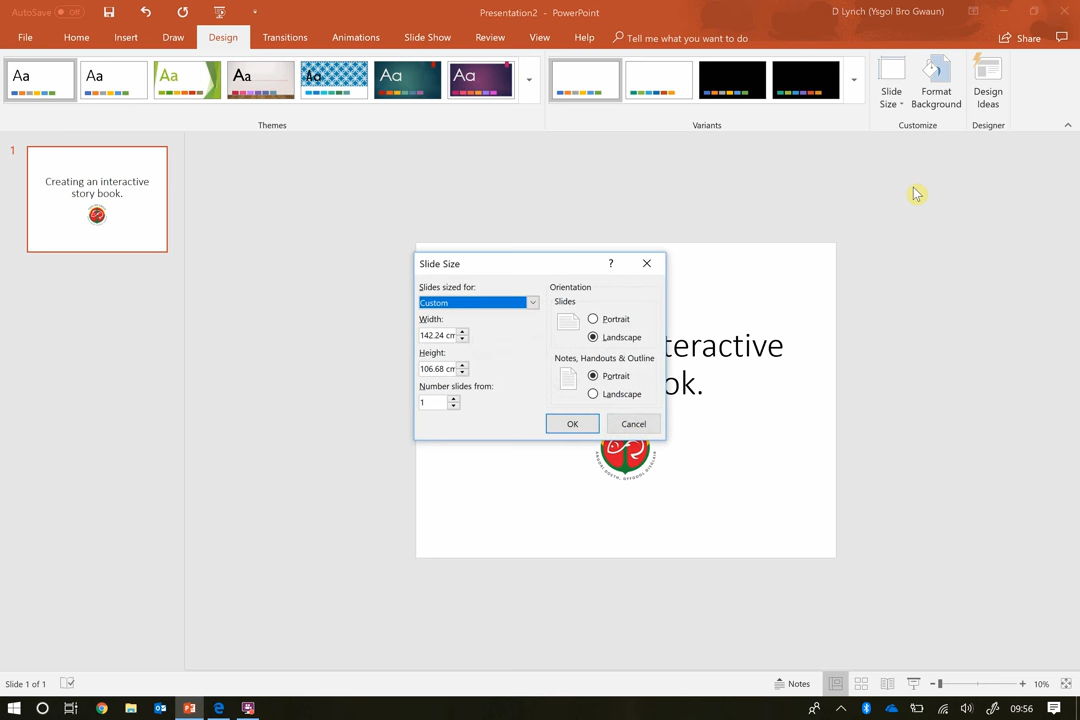 AutoSave Off
Presentation2 - PowerPoint
D Lynch (Ysgol Bro Gwaun)
File Home Insert Draw Design Transitions Animations Slide Show Review View Help Tell me what you want to do Share
Aa Aa Aa Aa Aa Aa Aa
Slide Size
Format Background
Design Ideas
Themes Variants Customize Designer
1
Creating an interactive
story book.
Slide Size ? ×
Slides sized for:
Custom
Width:
142.24 cm
Height:
106.68 cm
Number slides from:
1
Orientation
Slides
Portrait
Landscape
Notes, Handouts & Outline
Portrait
Landscape
OK Cancel
teractive
ok.
Slide 1 of 1
Notes
10%
09:56